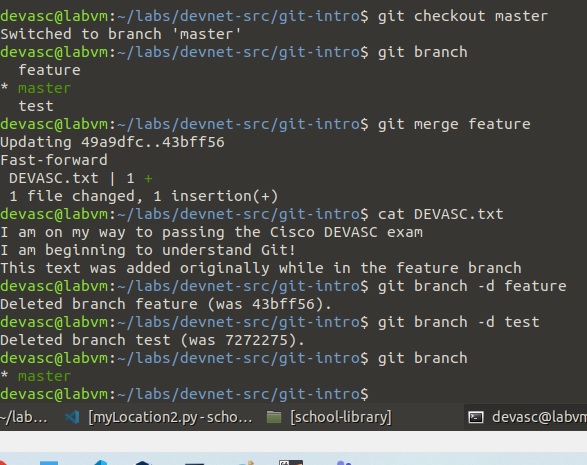 devasc@labvm:~/labs/devnet-src/git-intro$ git checkout master
Switched to branch 'master'
devasc@labvm:~/labs/devnet-src/git-intro$ git branch
  feature
* master
  test
devasc@labvm:~/labs/devnet-src/git-intro$ git merge feature
Updating 49a9dfc..43bff56
Fast-forward
 DEVASC.txt | 1 +
 1 file changed, 1 insertion(+)
devasc@labvm:~/labs/devnet-src/git-intro$ cat DEVASC.txt
I am on my way to passing the Cisco DEVASC exam
I am beginning to understand Git!
This text was added originally while in the feature branch
devasc@labvm:~/labs/devnet-src/git-intro$ git branch -d feature
Deleted branch feature (was 43bff56).
devasc@labvm:~/labs/devnet-src/git-intro$ git branch -d test
Deleted branch test (was 7272275).
devasc@labvm:~/labs/devnet-src/git-intro$ git branch
* master
devasc@labvm:~/labs/devnet-src/git-intro$
~/lab... [myLocation2.py - scho... [school-library] devasc@labvm